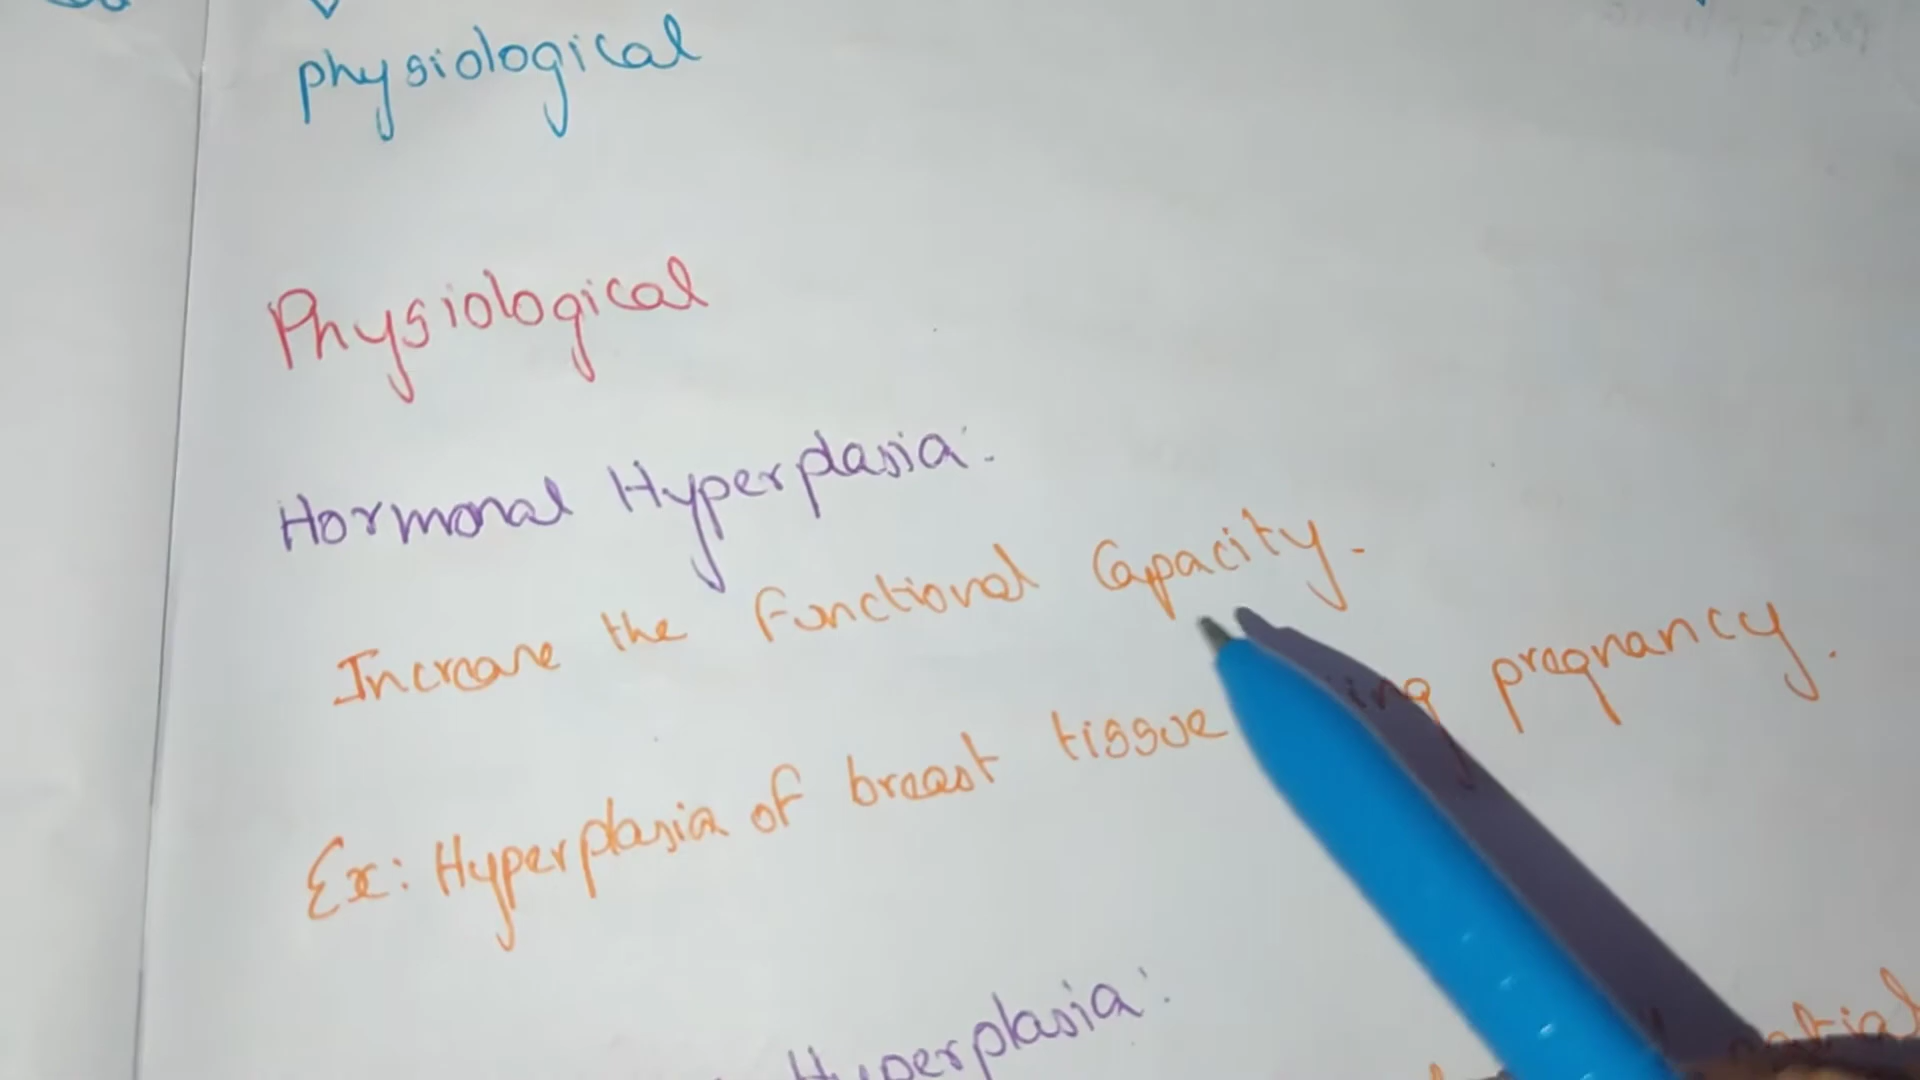 physiological
Physiological
Hormonal Hyperplasia:
Increase the functional Capacity.
Ex: Hyperplasia of breast tissue pregnancy.
Hyperplasia: